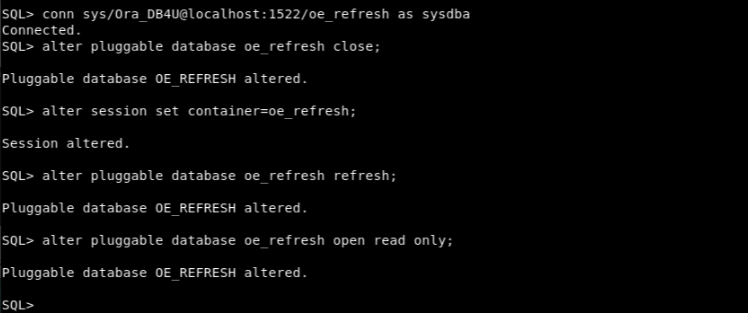 SQL> conn sys/Ora_DB4U@localhost:1522/oe_refresh as sysdba
Connected.
SQL> alter pluggable database oe_refresh close;
Pluggable database OE_REFRESH altered.
SQL> alter session set container=oe_refresh;
Session altered.
SQL> alter pluggable database oe_refresh refresh;
Pluggable database OE_REFRESH altered.
SQL> alter pluggable database oe_refresh open read only;
Pluggable database OE_REFRESH altered.
SQL>